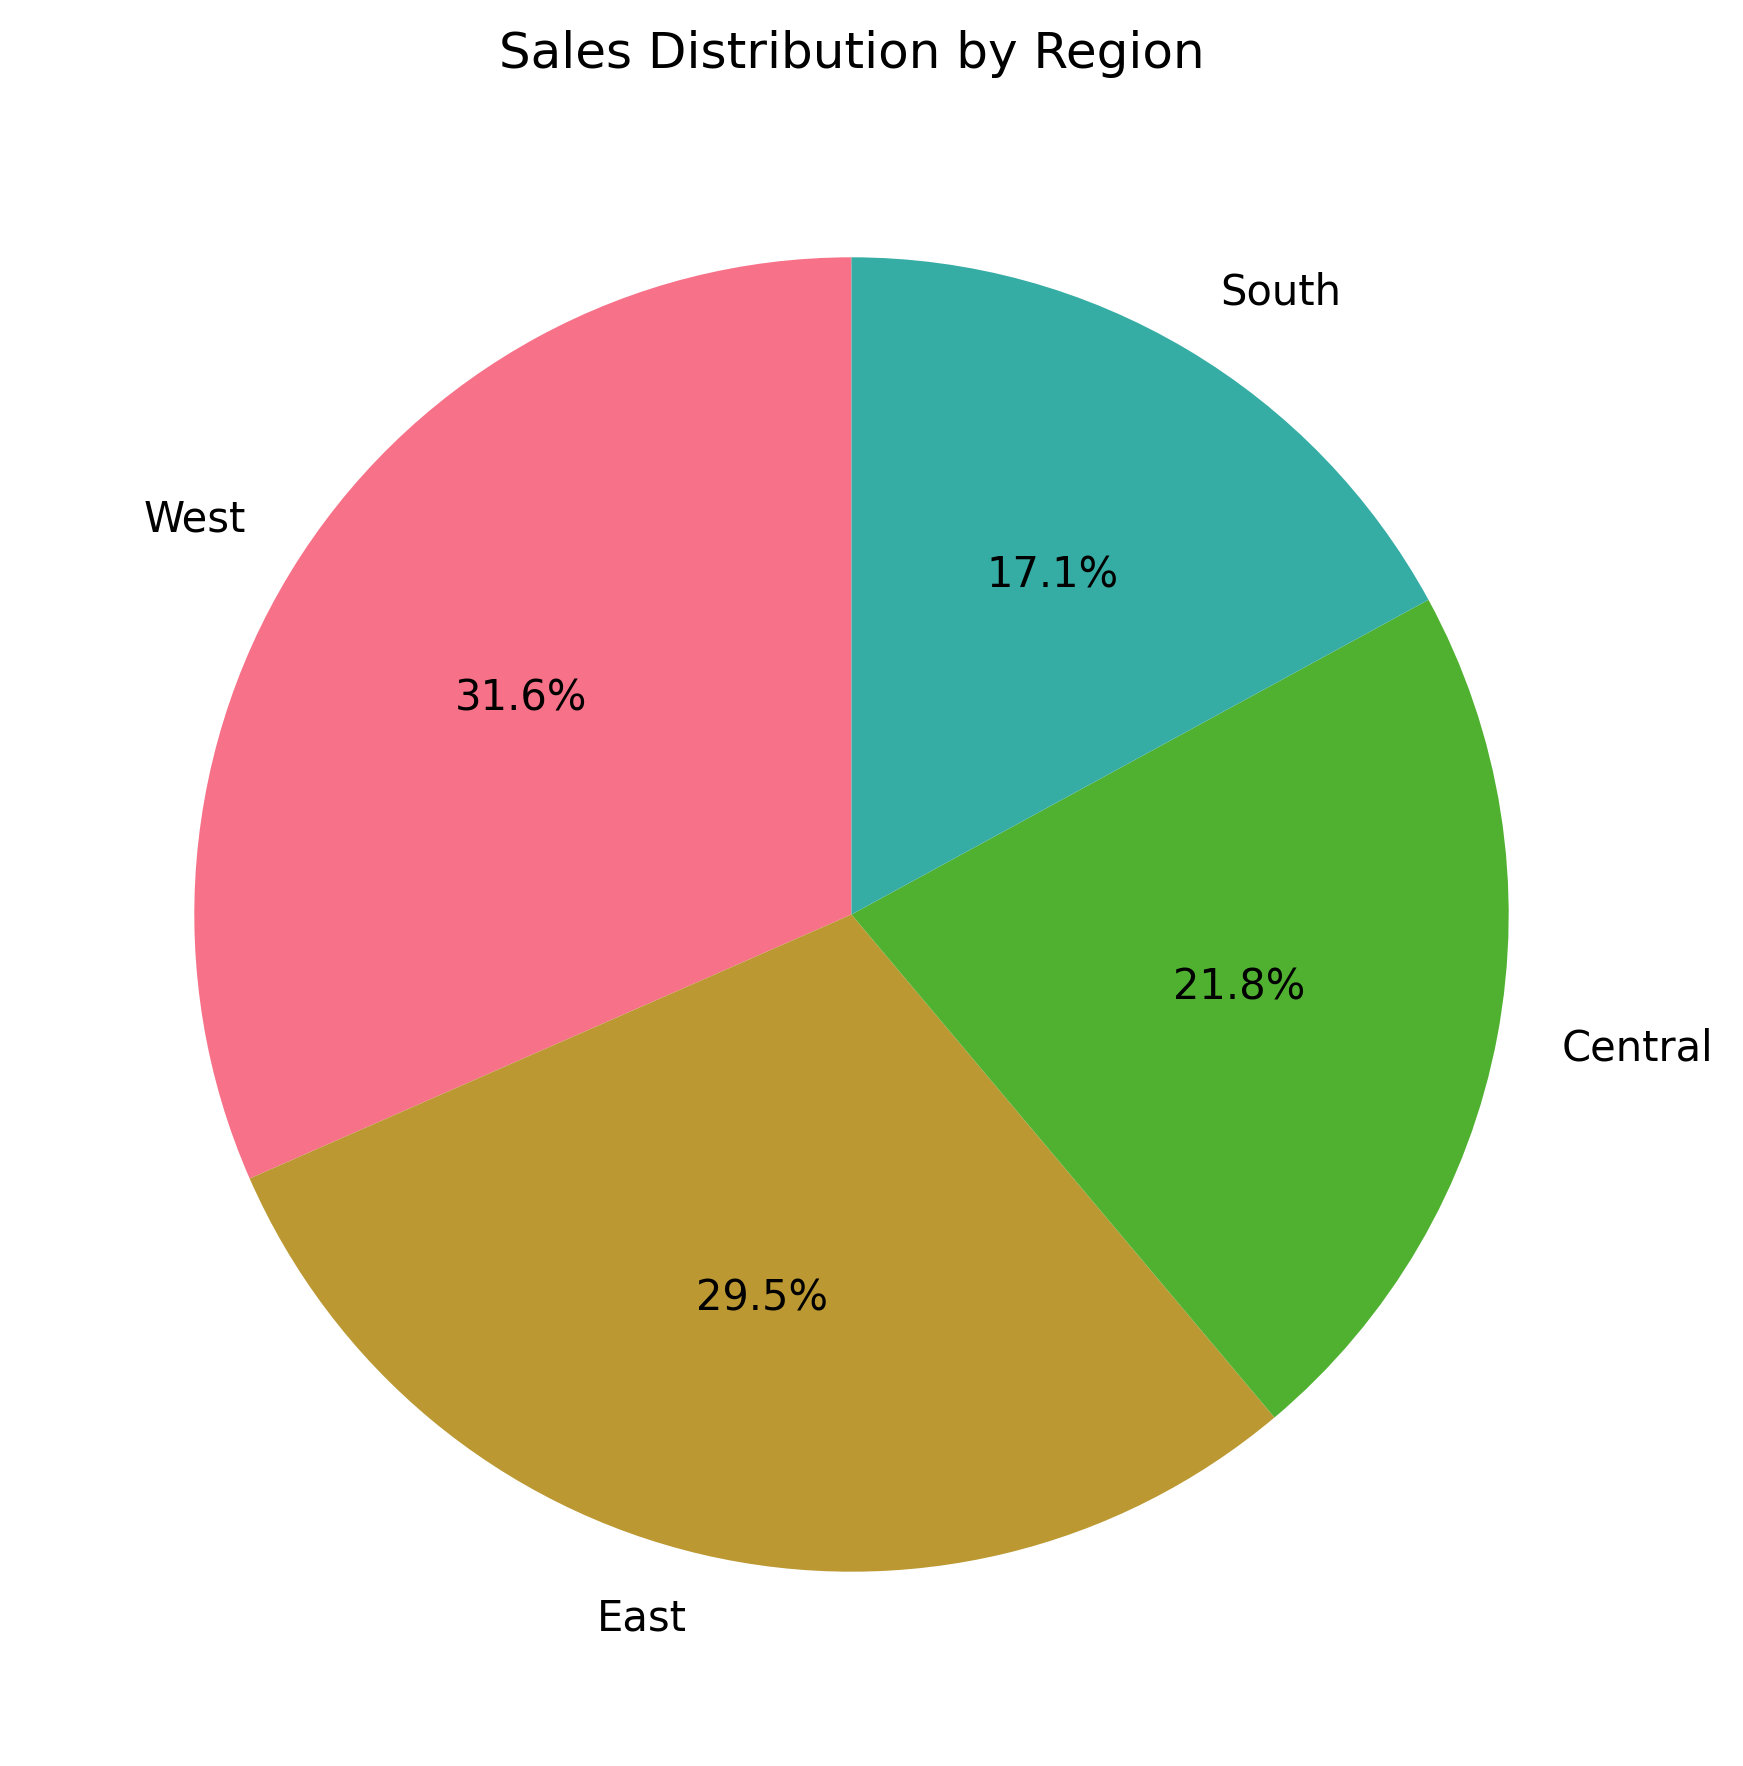 Sales Distribution by Region
South
West
17.1%
31.6%
21.8%
Central
29.5%
East